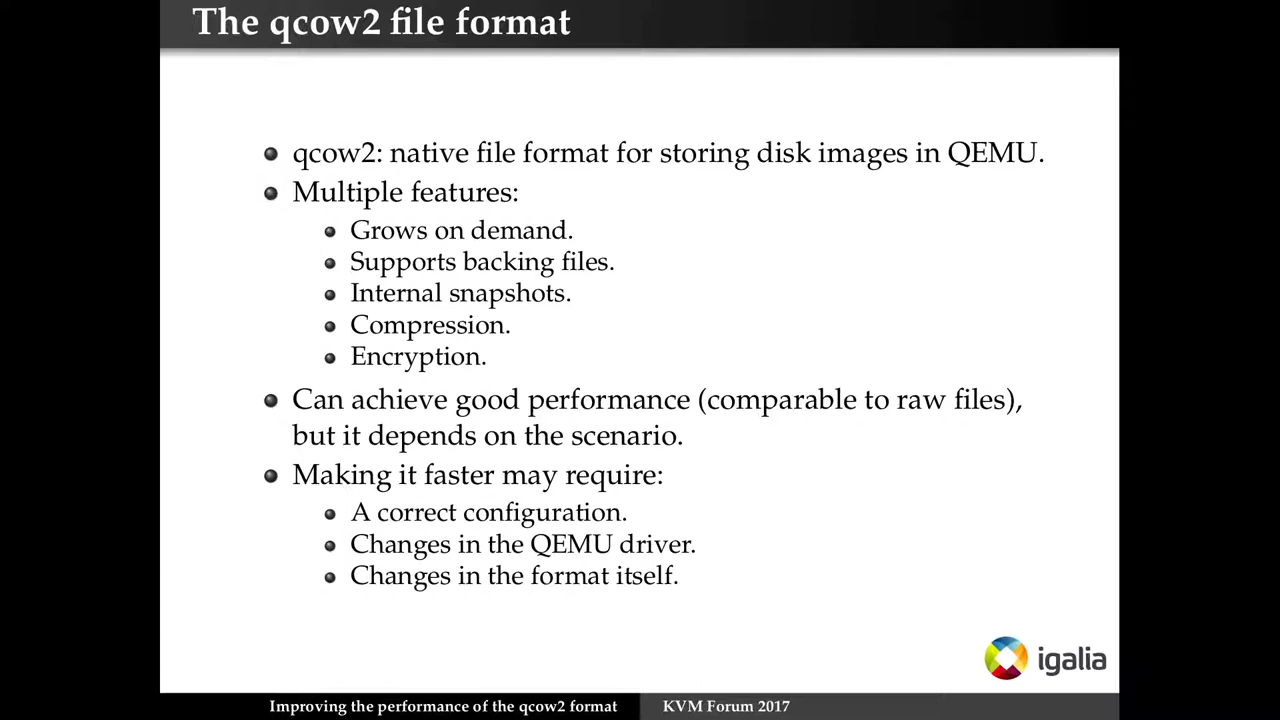 The qcow2 file format
qcow2: native file format for storing disk images in QEMU.
Multiple features:
Grows on demand.
Supports backing files.
Internal snapshots.
Compression.
Encryption.
Can achieve good performance (comparable to raw files),
but it depends on the scenario.
Making it faster may require:
A correct configuration.
Changes in the QEMU driver.
Changes in the format itself.
igalia
Improving the performance of the qcow2 format
KVM Forum 2017